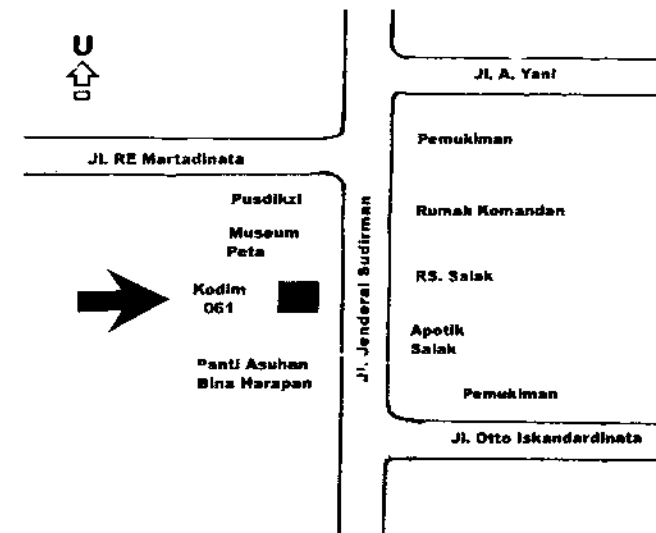 U
Jl. A. Yani
Jl. RE Martadinata
Pemukiman
Pusdikzi
Rumah Komandan
Museum
Peta
Jl. Jenderal Sudirman
RS. Salak
Kodim
061
Apotik
Salak
Panti Asuhan
Bina Harapan
Pemukiman
Jl. Otto Iskandardinata